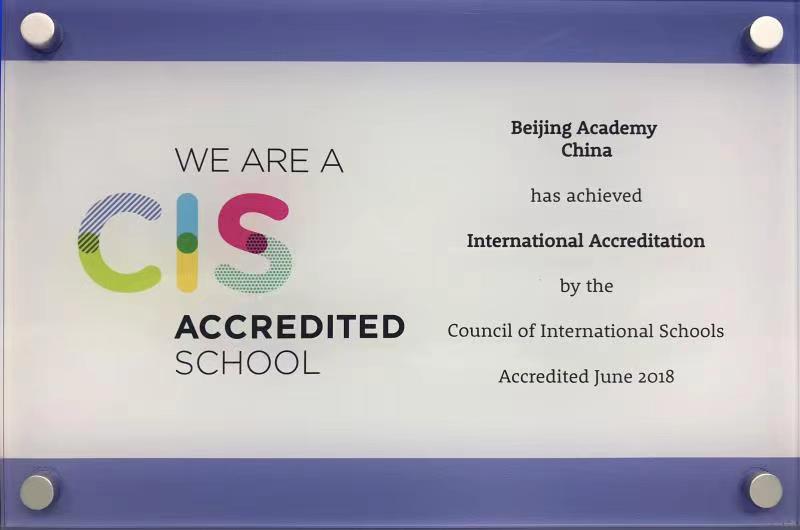 WE ARE A
CIS
ACCREDITED
SCHOOL
Beijing Academy
China
has achieved
International Accreditation
by the
Council of International Schools
Accredited June 2018